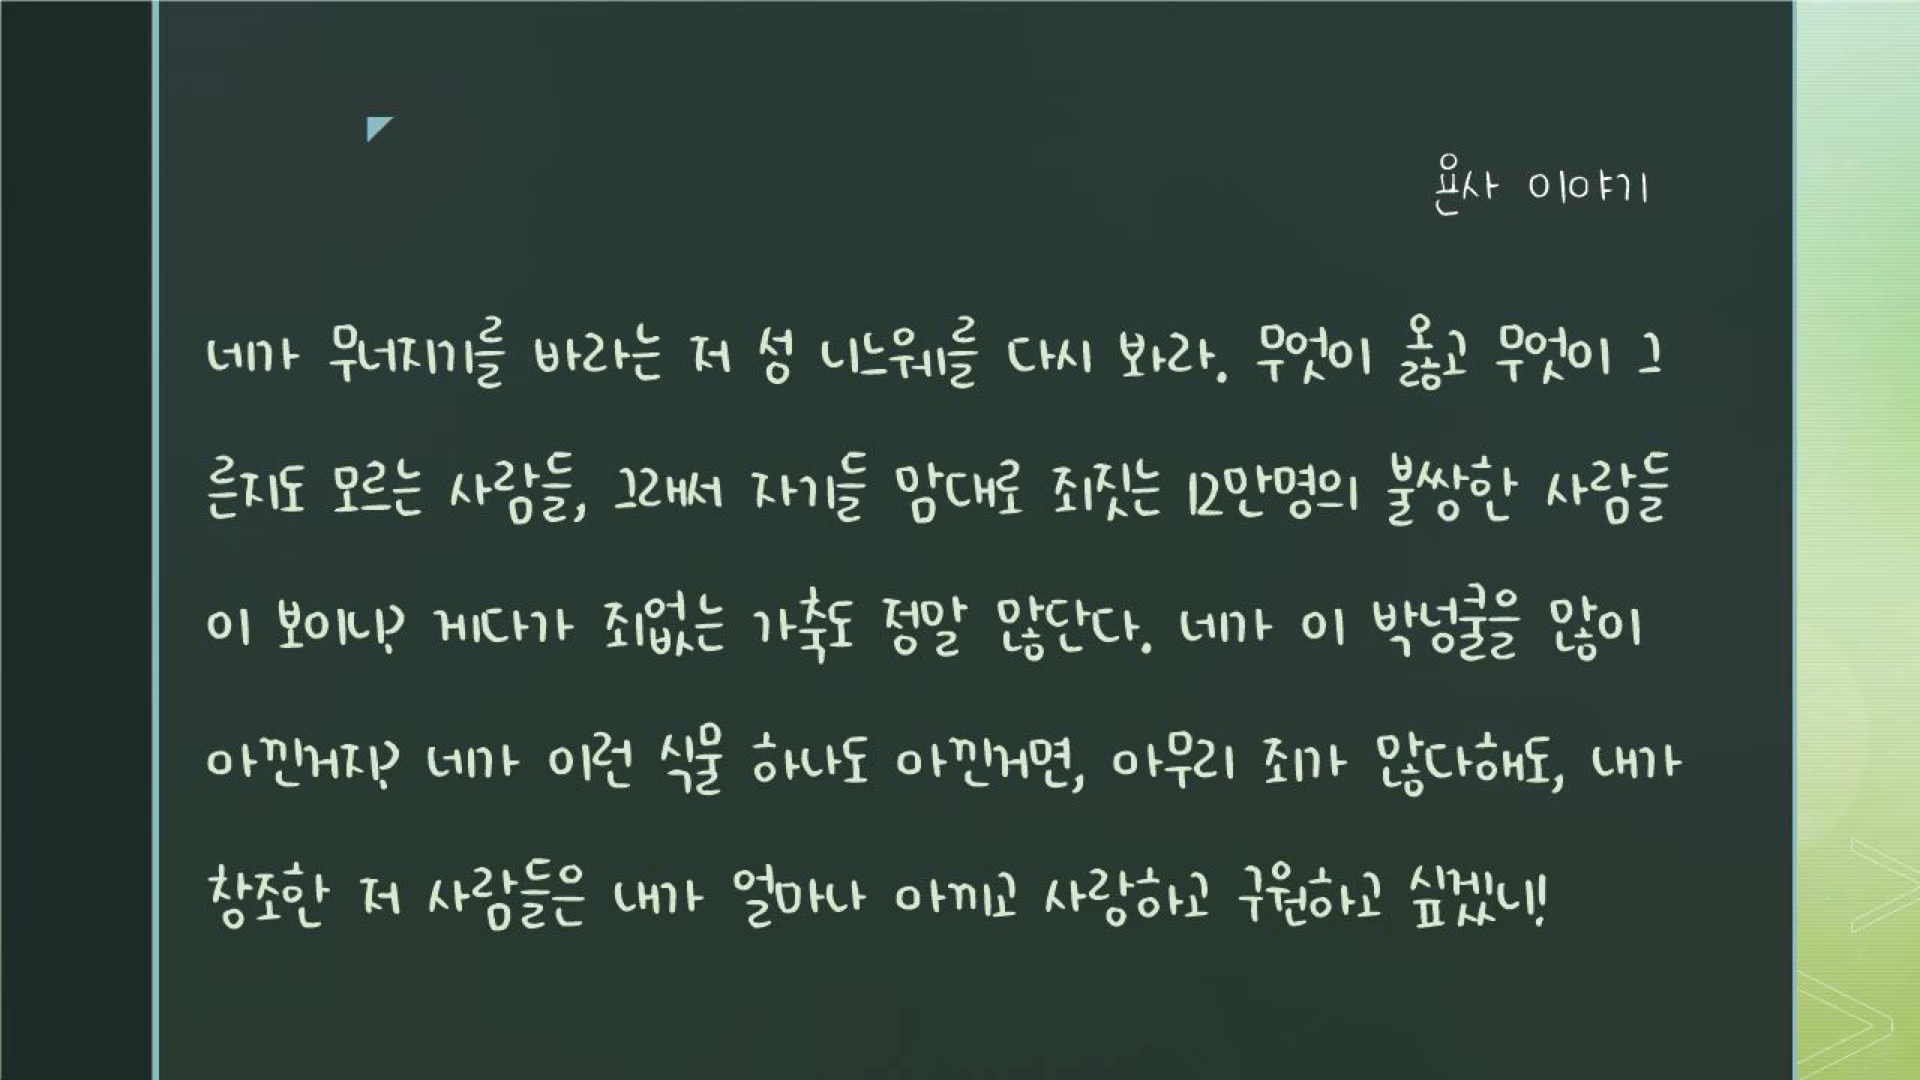 욘사 이야기
네가 무너지기를 바라는 저 성 니느웨를 다시 봐라. 무엇이 옳고 무엇이 그
른지도 모르는 사람들, 그래서 자기들 맘대로 죄짓는 12만명의 불쌍한 사람들
이 보이니? 게다가 죄없는 가축도 정말 많단다. 네가 이 박넝쿨을 많이
아낀거지? 네가 이런 식물 하나도 아낀거면, 아무리 죄가 많다해도, 내가
창조한 저 사람들은 내가 얼마나 아끼고 사랑하고 구원하고 싶겠니!